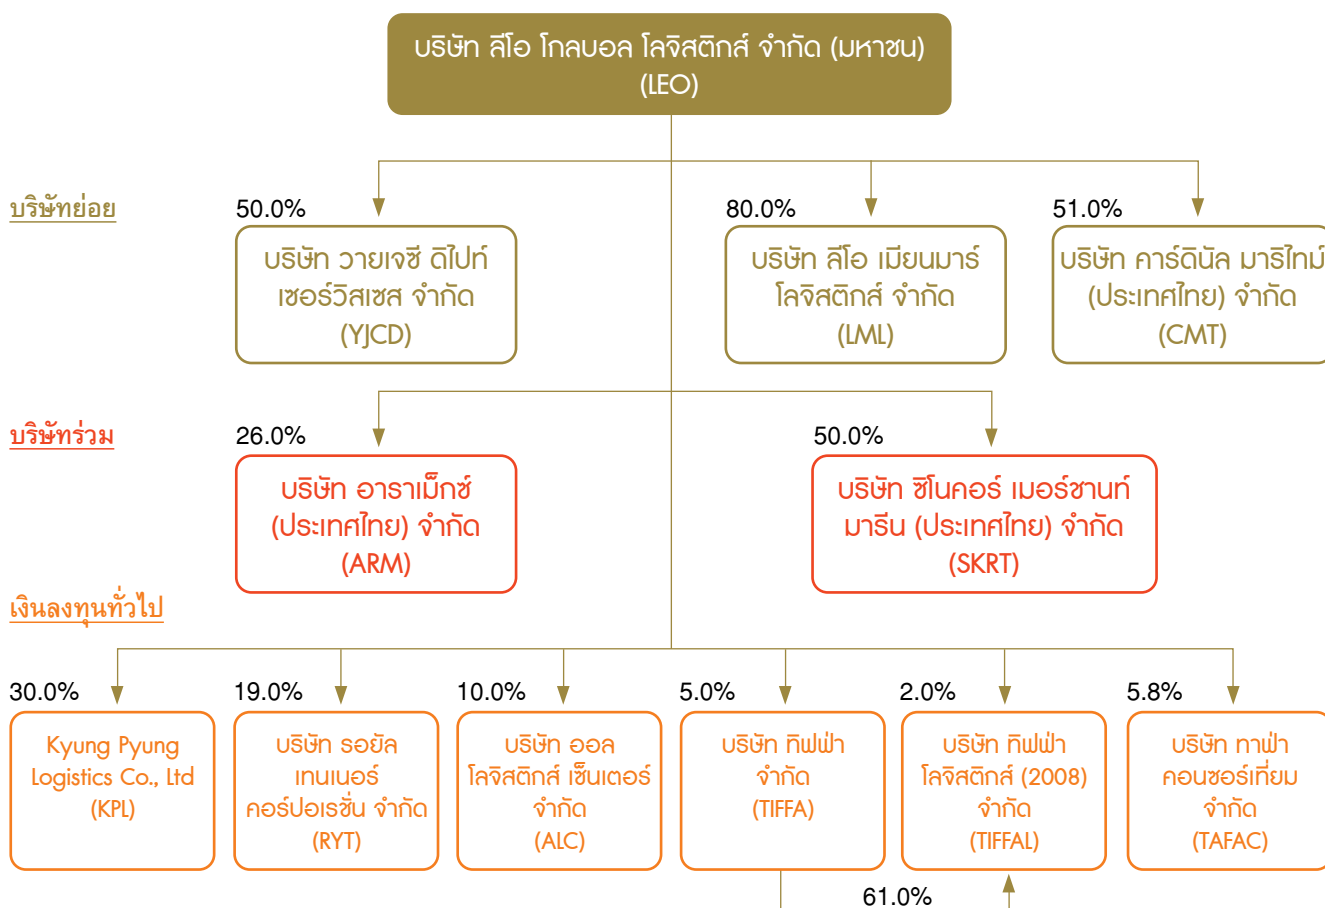 บริษัท ลีโอ โกลบอล โลจิสติกส์ จำกัด (มหาชน)
(LEO)
บริษัทย่อย
50.0%
บริษัท วายเจซี ดีไปท์
เซอร์วิสเซส จำกัด
(YJCD)
80.0%
บริษัท ลีโอ เมียนมาร์
โลจิสติกส์ จำกัด
(LML)
51.0%
บริษัท คาร์ดินัล มาริไทม์
(ประเทศไทย) จำกัด
(CMT)
บริษัทร่วม
26.0%
บริษัท อาราเม็กซ์
(ประเทศไทย) จำกัด
(ARM)
50.0%
บริษัท ซิโนคอร์ เมอร์ชานท์
มารีน (ประเทศไทย) จำกัด
(SKRT)
เงินลงทุนทั่วไป
30.0%
Kyung Pyung
Logistics Co., Ltd
(KPL)
19.0%
บริษัท รอยัล
เทนเนอร์
คอร์ปอเรชั่น จำกัด
(RYT)
10.0%
บริษัท ออล
โลจิสติกส์ เซ็นเตอร์
จำกัด
(ALC)
5.0%
บริษัท ทิฟฟ่า
จำกัด
(TIFFA)
2.0%
บริษัท ทิฟฟ่า
โลจิสติกส์ (2008)
จำกัด
(TIFFAL)
5.8%
บริษัท ทาฟ่า
คอนซอร์เที่ยม
จำกัด
(TAFAC)
61.0%